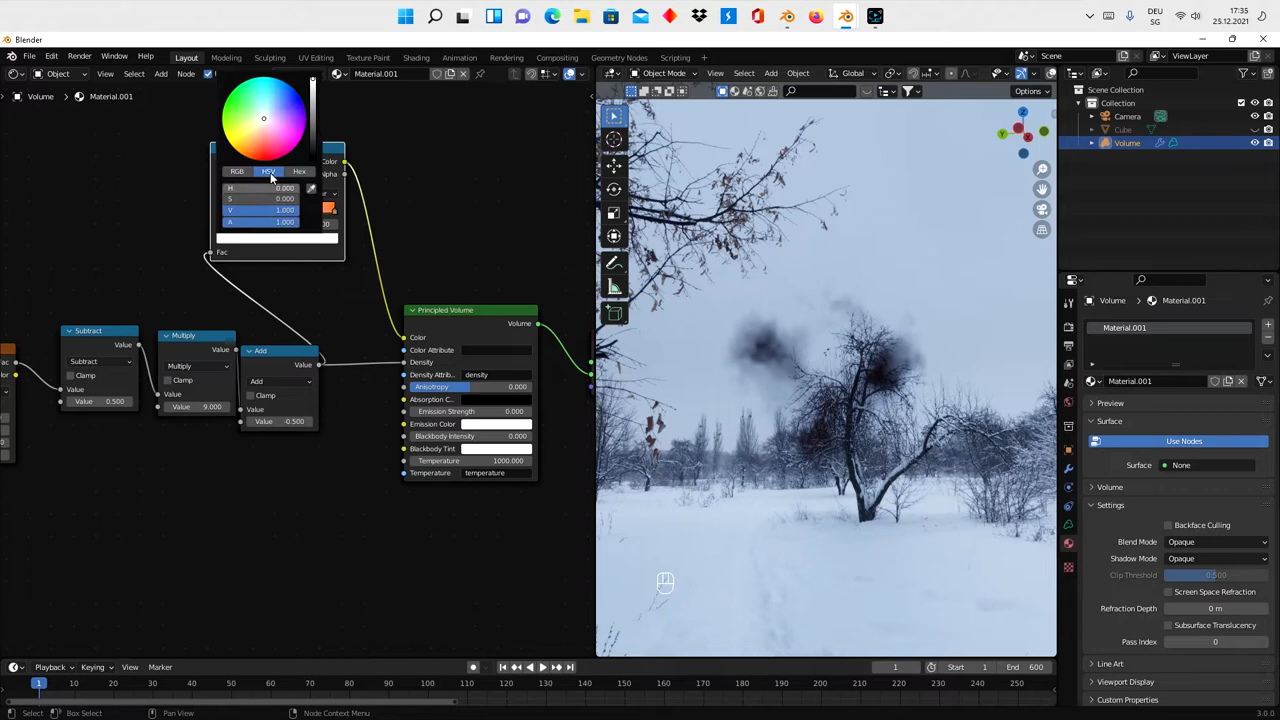 DEU
SG
17:35
25.12.2021
Blender
File Edit Render Window Help
Layout Modeling Sculpting UV Editing Texture Paint Shading Animation Rendering Compositing Geometry Nodes Scripting
Scene
ViewLayer
Object View Select Add Node
Material.001
Object Mode View Select Add Object Global
Options
Volume Material.001
RGB HSV Hex
H 0.000
S 0.000
V 1.000
A 1.000
Fac
Subtract
Value
Subtract
Clamp
Value
Value 0.500
Multiply
Value
Multiply
Clamp
Value
Value 9.000
Add
Value
Add
Clamp
Value
Value -0.500
Principled Volume
Volume
Color
Color Attribute
Density
Density Attrib... density
Anisotropy 0.000
Absorption C...
Emission Strength 0.000
Emission Color
Blackbody Intensity 0.000
Blackbody Tint
Temperature 1000.000
Temperature temperature
Scene Collection
Collection
Camera
Cube
Volume
Volume Material.001
Material.001
Material.001
Preview
Surface
Use Nodes
Surface None
Volume
Settings
Backface Culling
Blend Mode Opaque
Shadow Mode Opaque
Clip Threshold 0.500
Screen Space Refraction
Refraction Depth 0 m
Subsurface Translucency
Pass Index 0
Line Art
Viewport Display
Custom Properties
Playback Keying View Marker
1 Start 1 End 600
1 10 20 30 40 50 60 70 80 90 100 110 120 130 140 150 160 170 180 190 200 210 220 230 240 250
Select Box Select Pan View Node Context Menu
3.0.0